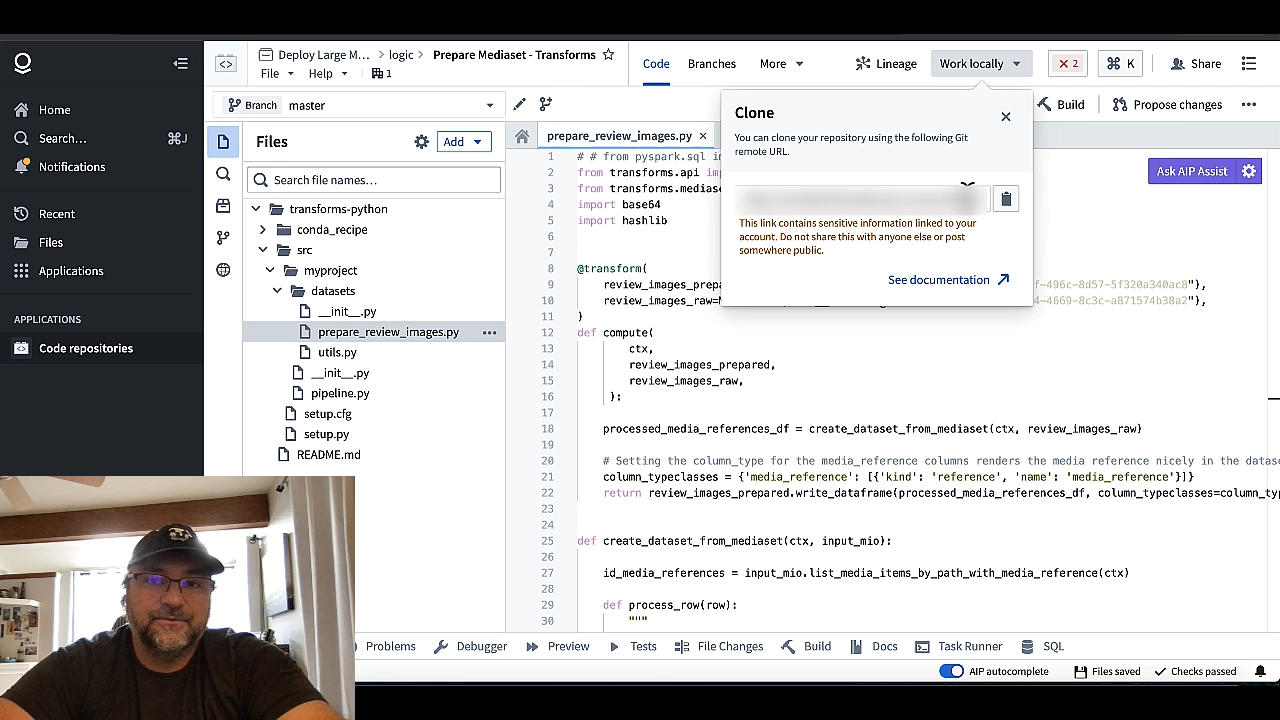 Deploy Large M... > logic > Prepare Mediaset - Transforms
File Help 1
Code
Branches
More
Lineage
Work locally
2
⌘ K
Share
Home
Search... ⌘J
Notifications
Recent
Files
Applications
APPLICATIONS
Code repositories
Branch master
Build
Propose changes
Files
Add
Search file names...
transforms-python
conda_recipe
src
myproject
datasets
__init__.py
prepare_review_images.py
utils.py
__init__.py
pipeline.py
setup.cfg
setup.py
README.md
prepare_review_images.py
Clone
You can clone your repository using the following Git
remote URL.
This link contains sensitive information linked to your
account. Do not share this with anyone else or post
somewhere public.
See documentation
Ask AIP Assist
1 # # from pyspark.sql
2 from transforms.api
3 from transforms.
4 import base64
5 import hashlib
6
7
8 @transform(
9 f-496c-8d57-5f320a340ac8"),
10 review_images_raw= 4-4669-8c3c-a871574b38a2"),
11 )
12 def compute(
13 ctx,
14 review_images_prepared,
15 review_images_raw,
16 ):
17
18 processed_media_references_df = create_dataset_from_mediaset(ctx, review_images_raw)
19
20 # Setting the column_type for the media_reference columns renders the media reference nicely in the
21 column_typeclasses = {'media_reference': [{'kind': 'reference', 'name': 'media_reference'}]}
22 return review_images_prepared.write_dataframe(processed_media_references_df,
23
24
25 def create_dataset_from_mediaset(ctx, input_mio):
26
27 id_media_references = input_mio.list_media_items_by_path_with_media_reference(ctx)
28
29 def process_row(row):
30 """
Problems
Debugger
Preview
Tests
File Changes
Build
Docs
Task Runner
SQL
AIP autocomplete
Files saved
Checks passed